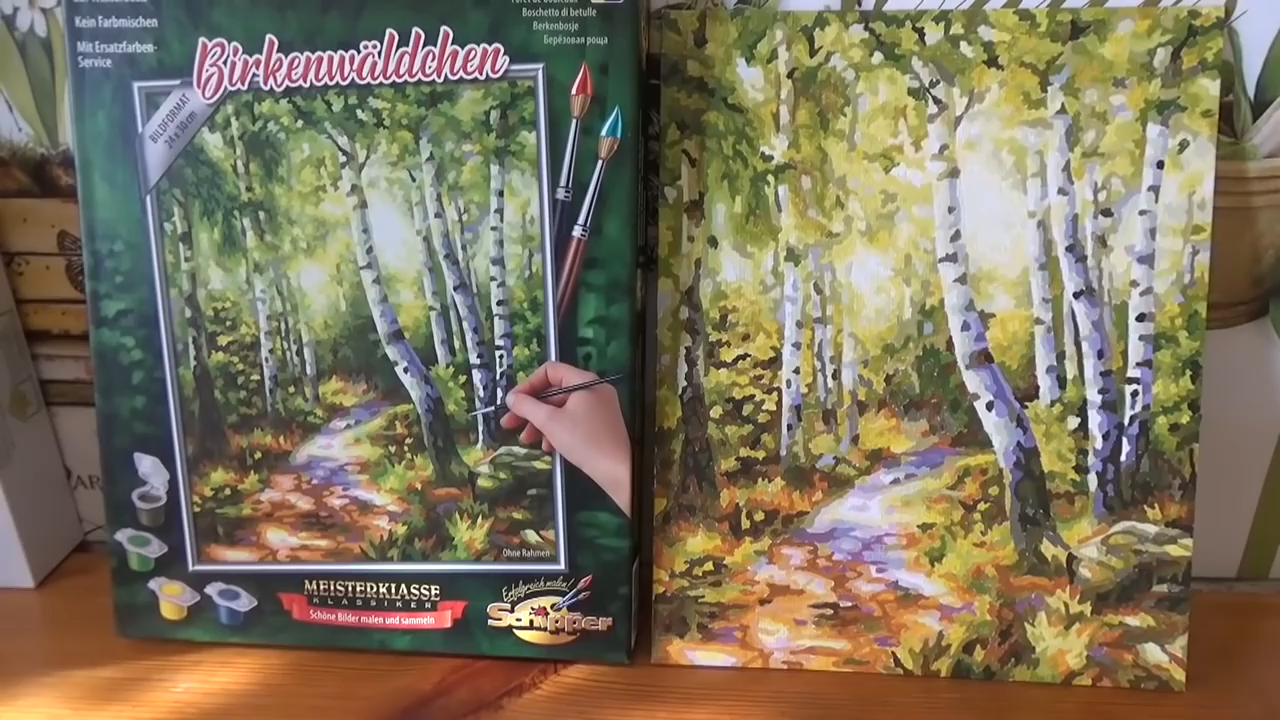 Kein Farbmischen
Mit Ersatzfarben-
Service
Boschetto di betulle
Berkenbosje
Берёзовая роща
Birkenwäldchen
BILDFORMAT
24 x 30 cm
Ohne Rahmen
MEISTERKLASSE
KLASSIKER
Schöne Bilder malen und sammeln
Erfolgreich malen!
Schipper